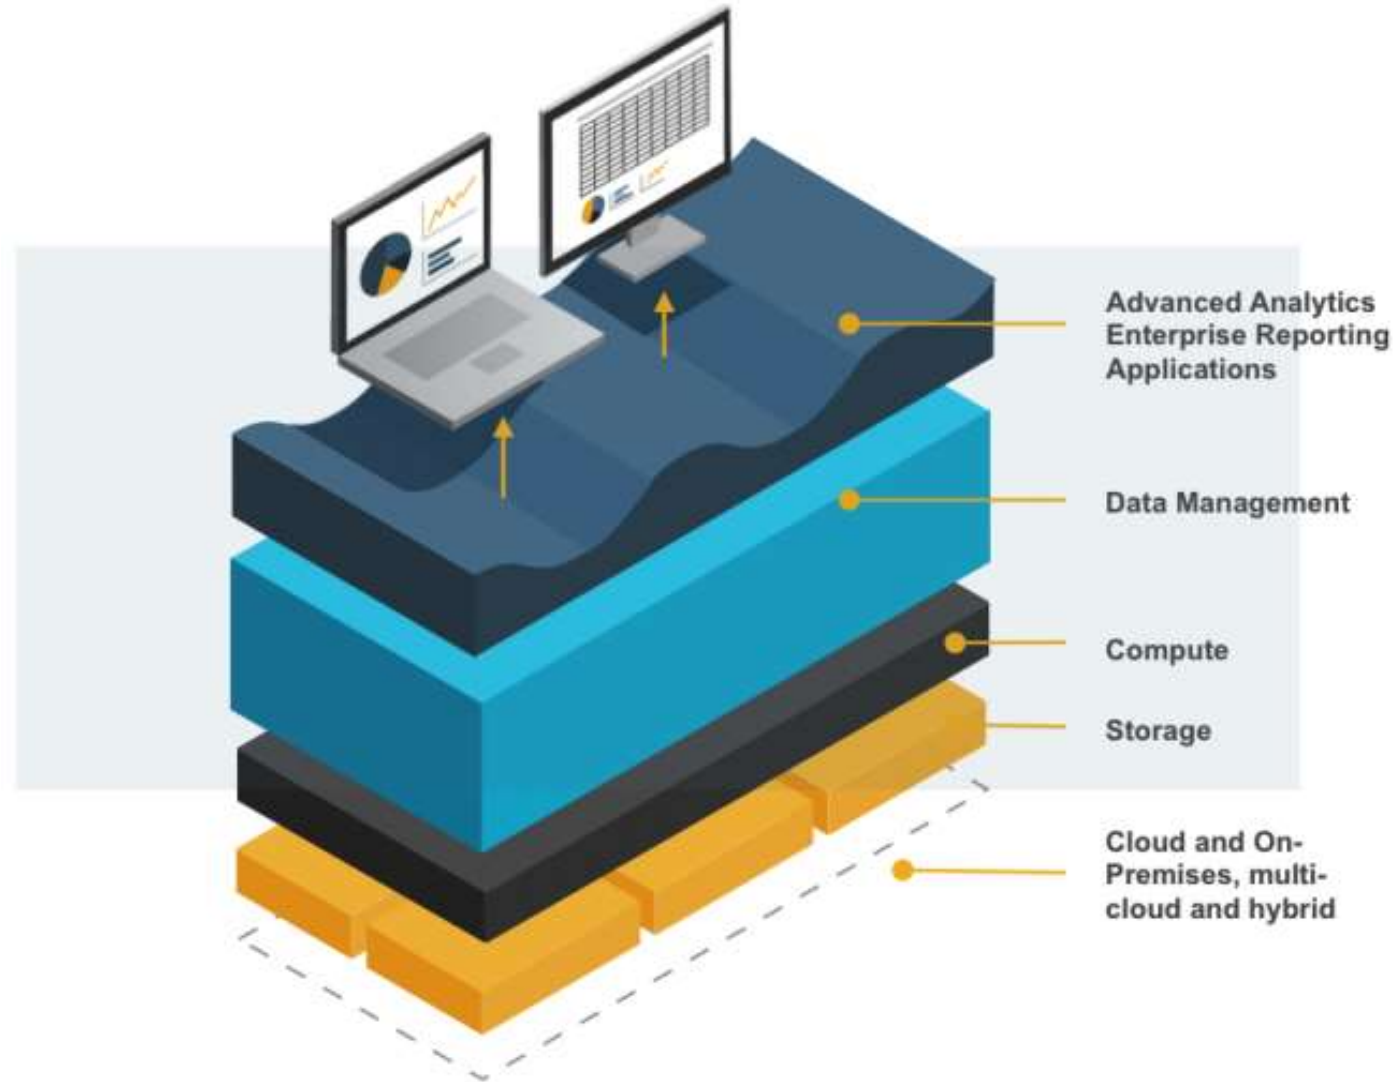 Advanced Analytics
Enterprise Reporting
Applications
Data Management
Compute
Storage
Cloud and On-
Premises, multi-
cloud and hybrid